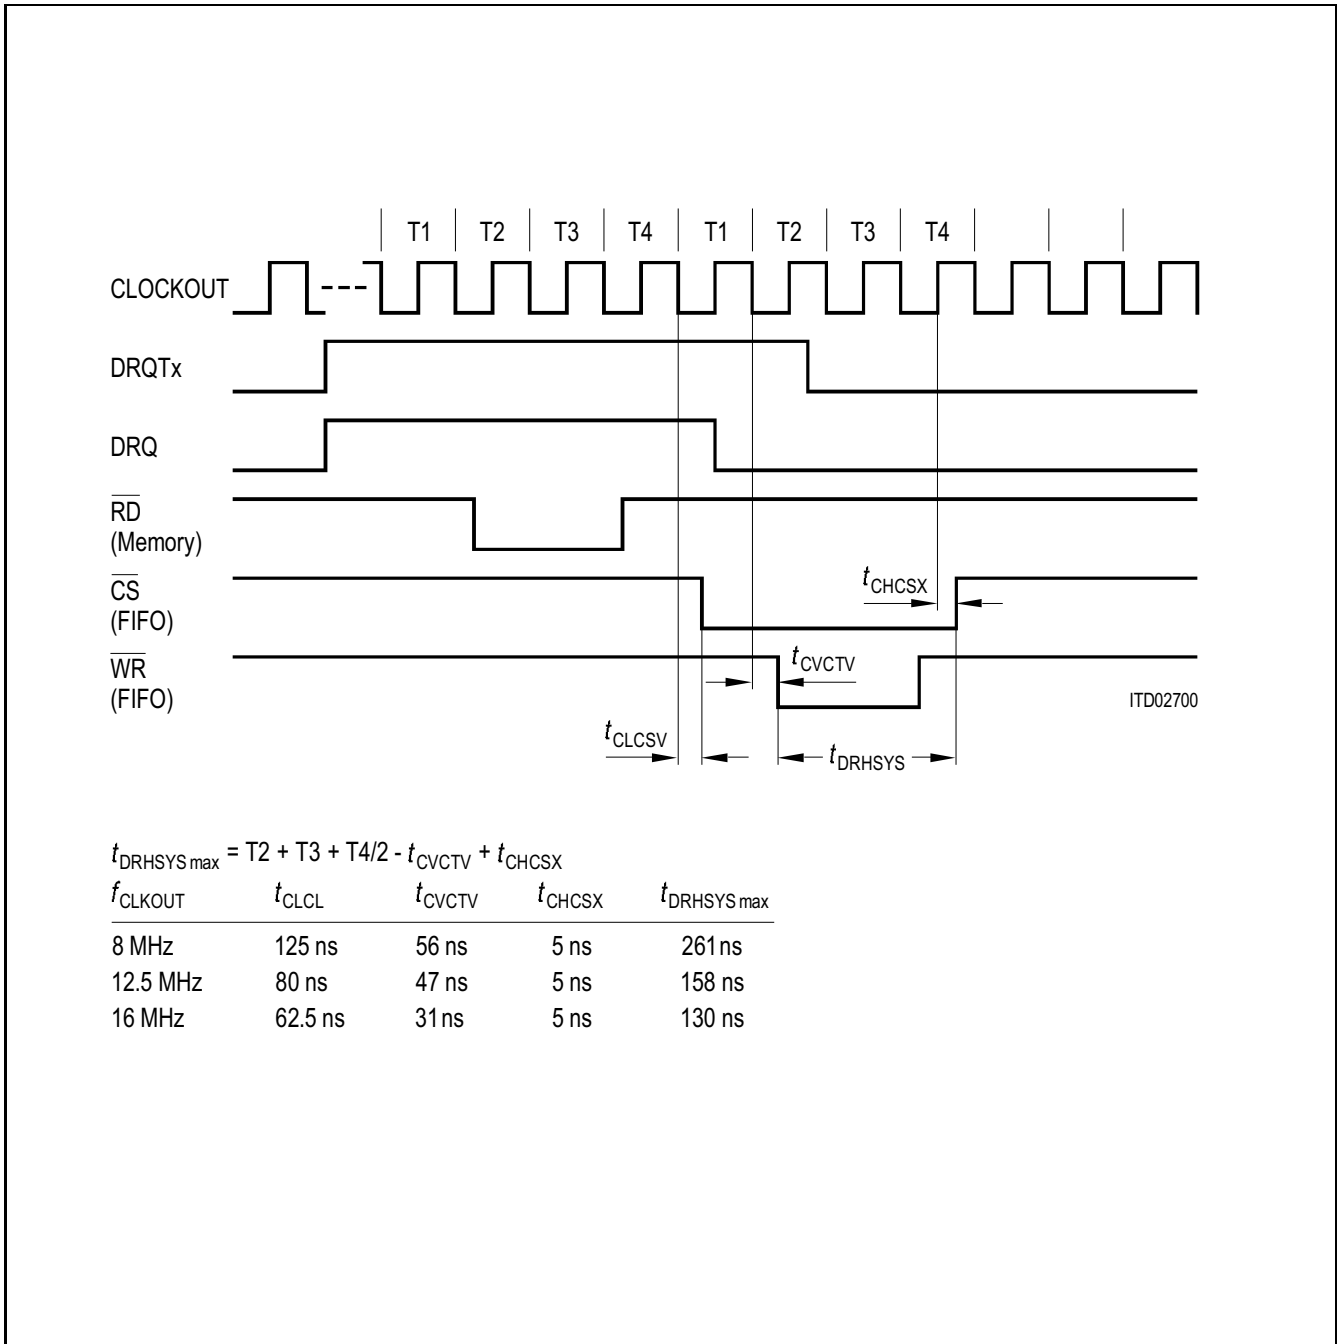 T1 T2 T3 T4 T1 T2 T3 T4
CLOCKOUT
DRQTx
DRQ
RD
(Memory)
CS
(FIFO)
tCHCSX
WR
(FIFO)
tCVCTV
ITD02700
tCLCSV
tDRHSYS
tDRHSYS max = T2 + T3 + T4/2 - tCVCTV + tCHCSX
fCLKOUT tCLCL tCVCTV tCHCSX tDRHSYS max
8 MHz 125 ns 56 ns 5 ns 261 ns
12.5 MHz 80 ns 47 ns 5 ns 158 ns
16 MHz 62.5 ns 31 ns 5 ns 130 ns